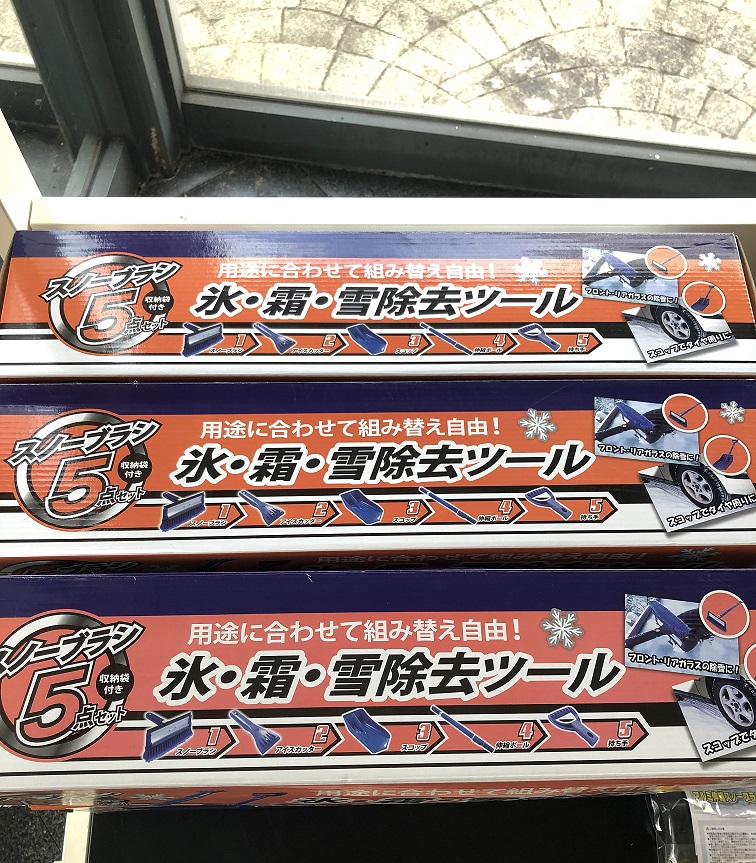 スノーブラシ
5
点セット
収納袋
付き
用途に合わせて組み替え自由!
氷・霜・雪除去ツール
1
スノーブラシ
2
アイスカッター
3
スコップ
4
伸縮ポール
5
持ち手
フロント・リアガラスの除雪に!
スコップでタイヤ周りに
スノーブラシ
5
点セット
収納袋
付き
用途に合わせて組み替え自由!
氷・霜・雪除去ツール
1
スノーブラシ
2
アイスカッター
3
スコップ
4
伸縮ポール
5
持ち手
フロント・リアガラスの除雪に!
スコップでタイヤ周りに
スノーブラシ
5
点セット
収納袋
付き
用途に合わせて組み替え自由!
氷・霜・雪除去ツール
1
スノーブラシ
2
アイスカッター
3
スコップ
4
伸縮ポール
5
持ち手
フロント・リアガラスの除雪に!
スコップでタ